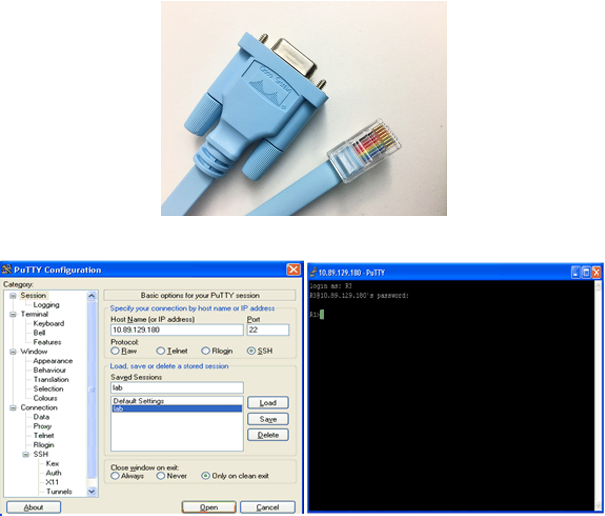 CISCO SYSTEMS
PuTTY Configuration
Category:
Session
Logging
Terminal
Keyboard
Bell
Features
Window
Appearance
Behaviour
Translation
Selection
Colours
Connection
Data
Proxy
Telnet
Rlogin
SSH
Kex
Auth
X11
Tunnels
Basic options for your PuTTY session
Specify your connection by host name or IP address
Host Name (or IP address) Port
10.89.129.180 22
Protocol:
Raw Telnet Rlogin SSH
Load, save or delete a stored session
Saved Sessions
lab
Default Settings
lab
Load
Save
Delete
Close window on exit:
Always Never Only on clean exit
About Open Cancel
10.89.129.180 - PuTTY
login as: R3
R3@10.89.129.180's password:
R1>